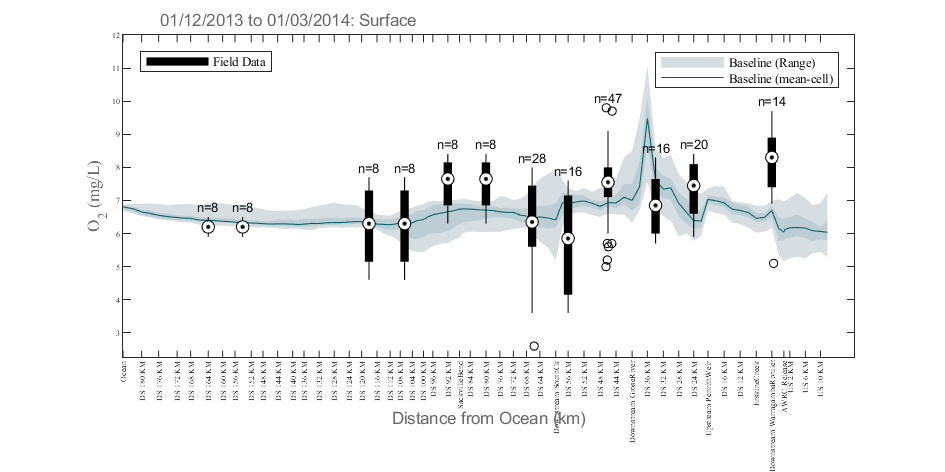 01/12/2013 to 01/03/2014: Surface
12
11
10
9
8
7
6
5
4
3
O2 (mg/L)
Field Data
Baseline (Range)
Baseline (mean-cell)
n=8
n=8
n=8
n=8
n=8
n=8
n=28
n=16
n=47
n=16
n=20
n=14
Ocean
DS 180 KM
DS 176 KM
DS 172 KM
DS 168 KM
DS 164 KM
DS 160 KM
DS 156 KM
DS 152 KM
DS 148 KM
DS 144 KM
DS 140 KM
DS 136 KM
DS 132 KM
DS 128 KM
DS 124 KM
DS 120 KM
DS 116 KM
DS 112 KM
DS 108 KM
DS 104 KM
DS 100 KM
DS 96 KM
DS 92 KM
DS 84 KM
DS 80 KM
DS 76 KM
DS 72 KM
DS 68 KM
DS 64 KM
Downstream
DS 56 KM
DS 52 KM
DS 48 KM
DS 44 KM
Downstream GroseRiver
DS 36 KM
DS 32 KM
DS 28 KM
DS 24 KM
Upstream PenrithWeir
DS 16 KM
DS 12 KM
Downstream
AWRC Release
US 6 KM
US 10 KM
Distance from Ocean (km)